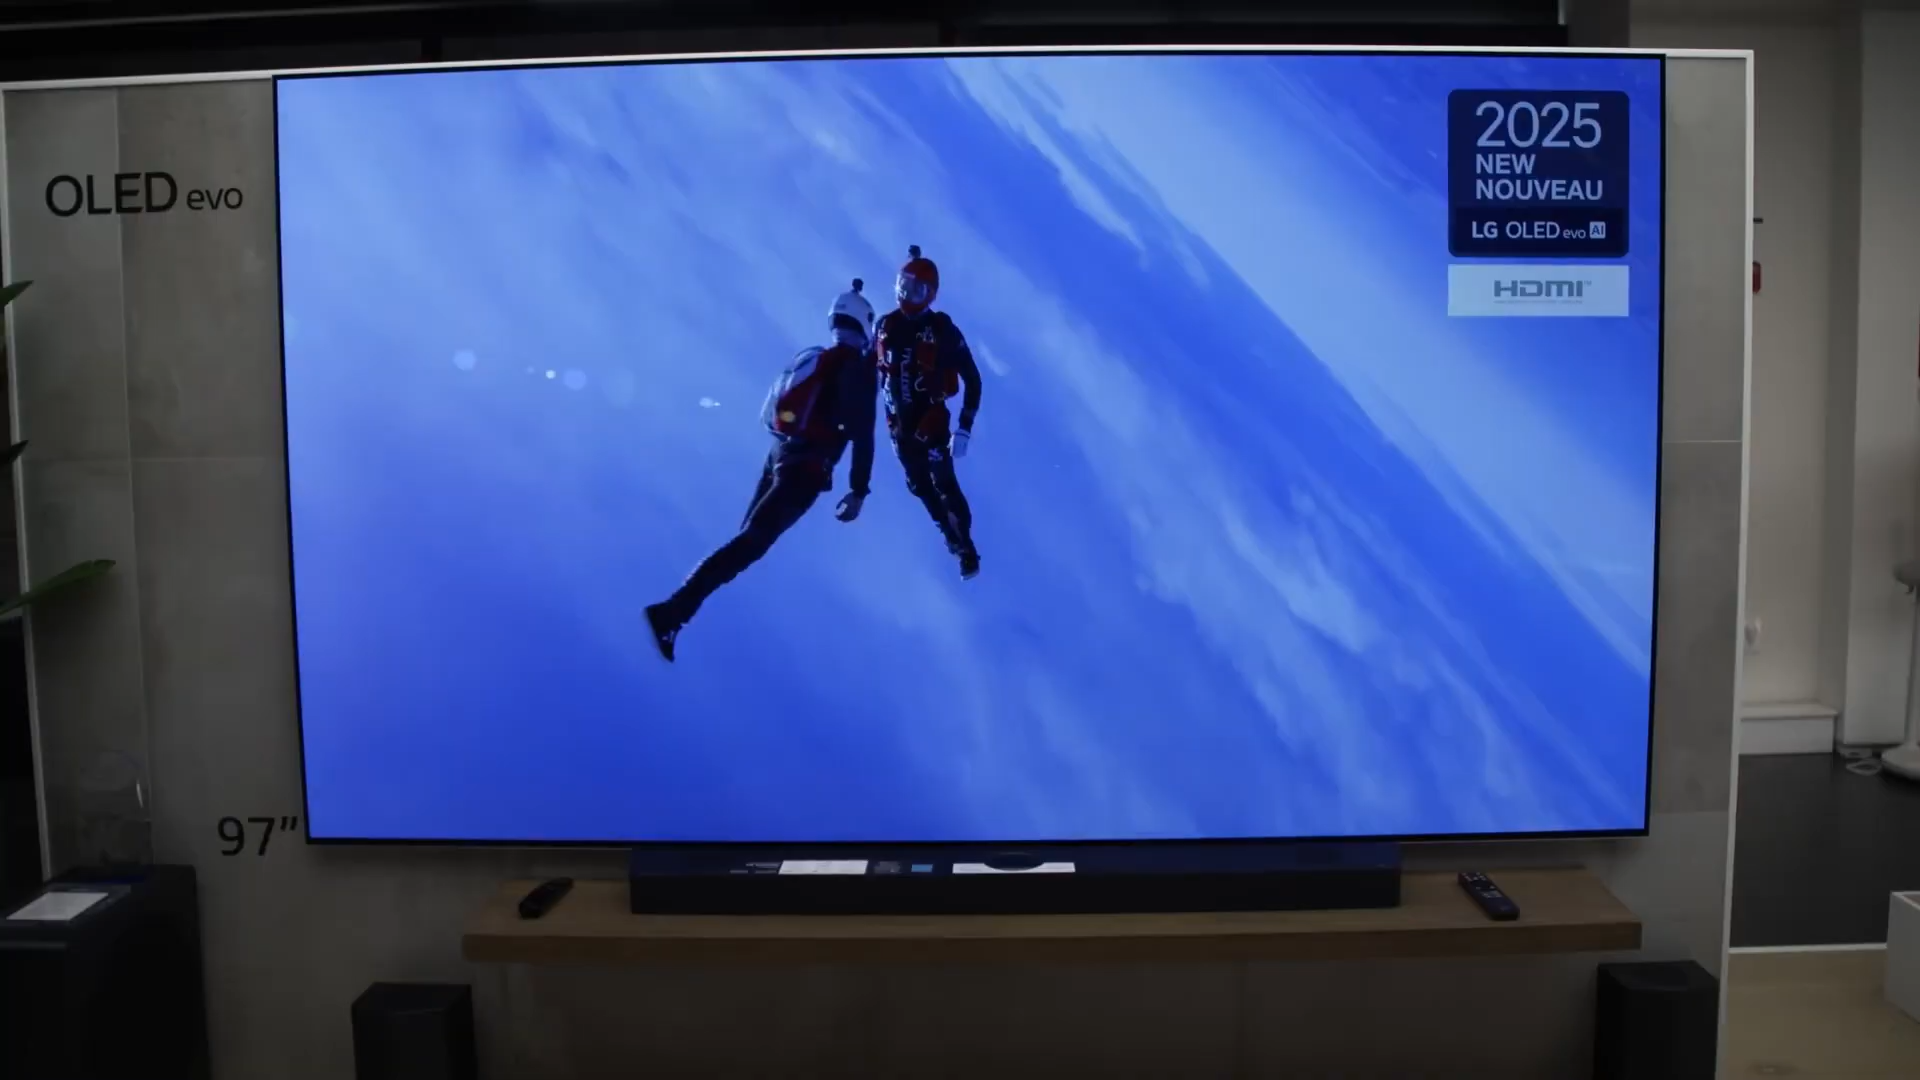 OLED evo
2025
NEW
NOUVEAU
LG OLED evo AI
HDMI
97”